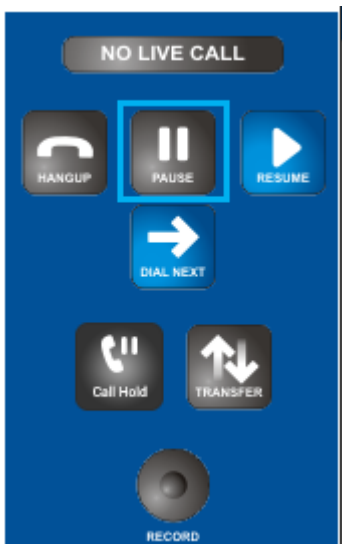 NO LIVE CALL
HANGUP PAUSE RESUME
DIAL NEXT
Call Hold TRANSFER
RECORD